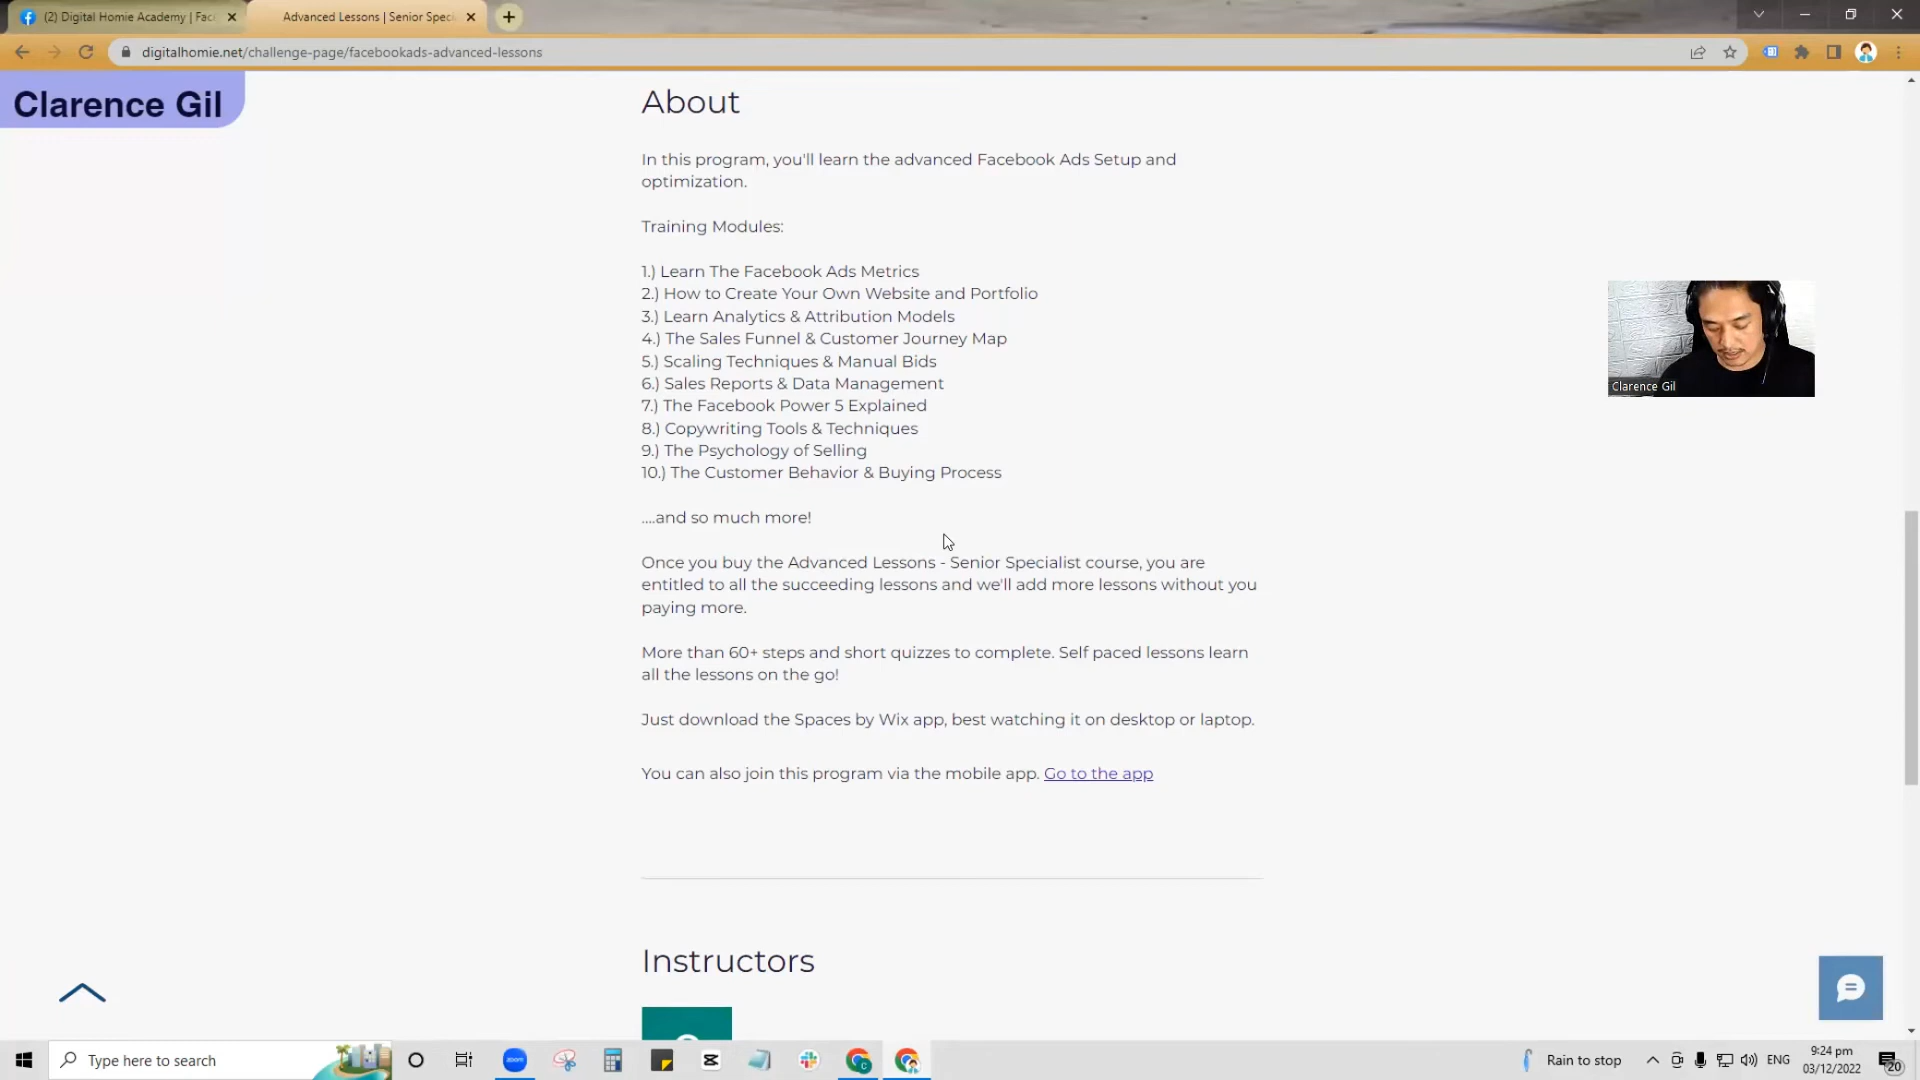 (2) Digital Homie Academy | Fac
Advanced Lessons | Senior Speci
digitalhomie.net/challenge-page/facebookads-advanced-lessons
Clarence Gil
About
In this program, you'll learn the advanced Facebook Ads Setup and
optimization.
Training Modules:
1.) Learn The Facebook Ads Metrics
2.) How to Create Your Own Website and Portfolio
3.) Learn Analytics & Attribution Models
4.) The Sales Funnel & Customer Journey Map
5.) Scaling Techniques & Manual Bids
6.) Sales Reports & Data Management
7.) The Facebook Power 5 Explained
8.) Copywriting Tools & Techniques
9.) The Psychology of Selling
10.) The Customer Behavior & Buying Process
....and so much more!
Once you buy the Advanced Lessons - Senior Specialist course, you are
entitled to all the succeeding lessons and we'll add more lessons without you
paying more.
More than 60+ steps and short quizzes to complete. Self paced lessons learn
all the lessons on the go!
Just download the Spaces by Wix app, best watching it on desktop or laptop.
You can also join this program via the mobile app. Go to the app
Clarence Gil
Instructors
Type here to search
zoom
Rain to stop
ENG
9:24 pm
03/12/2022
20